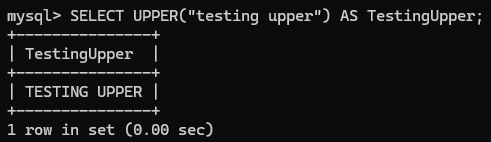 mysql> SELECT UPPER("testing upper") AS TestingUpper;
+---------------+
| TestingUpper  |
+---------------+
| TESTING UPPER |
+---------------+
1 row in set (0.00 sec)